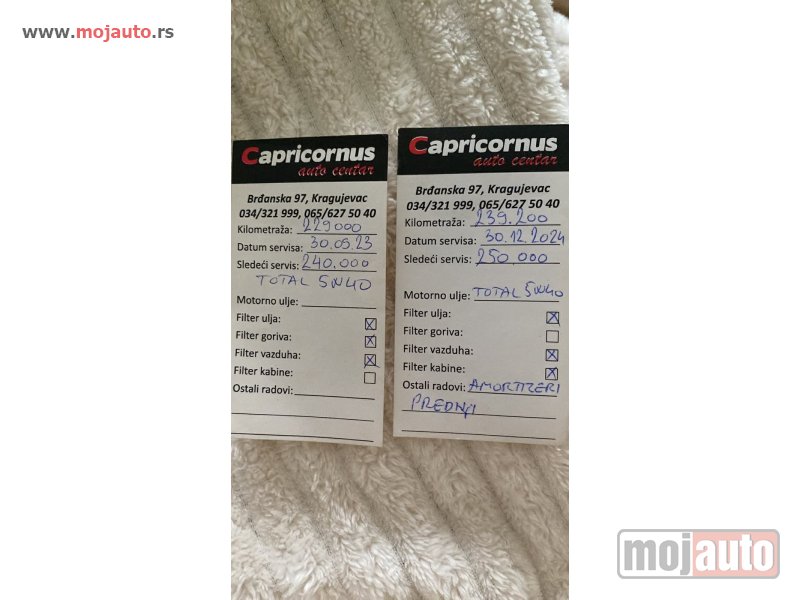 www.mojauto.rs
Capricornus
auto centar
Brđanska 97, Kragujevac
034/321 999, 065/627 50 40
Kilometraža: 229000
Datum servisa: 30.05.23
Sledeći servis: 240.000
TOTAL 5W40
Motorno ulje:
Filter ulja:
Filter goriva:
Filter vazduha:
Filter kabine:
Ostali radovi:
Capricornus
auto centar
Brđanska 97, Kragujevac
034/321 999, 065/627 50 40
Kilometraža: 239.200
Datum servisa: 30.12.2024
Sledeći servis: 250.000
Motorno ulje: TOTAL 5W40
Filter ulja:
Filter goriva:
Filter vazduha:
Filter kabine:
Ostali radovi: AMORTIZERI
PREDNJI
mojauto